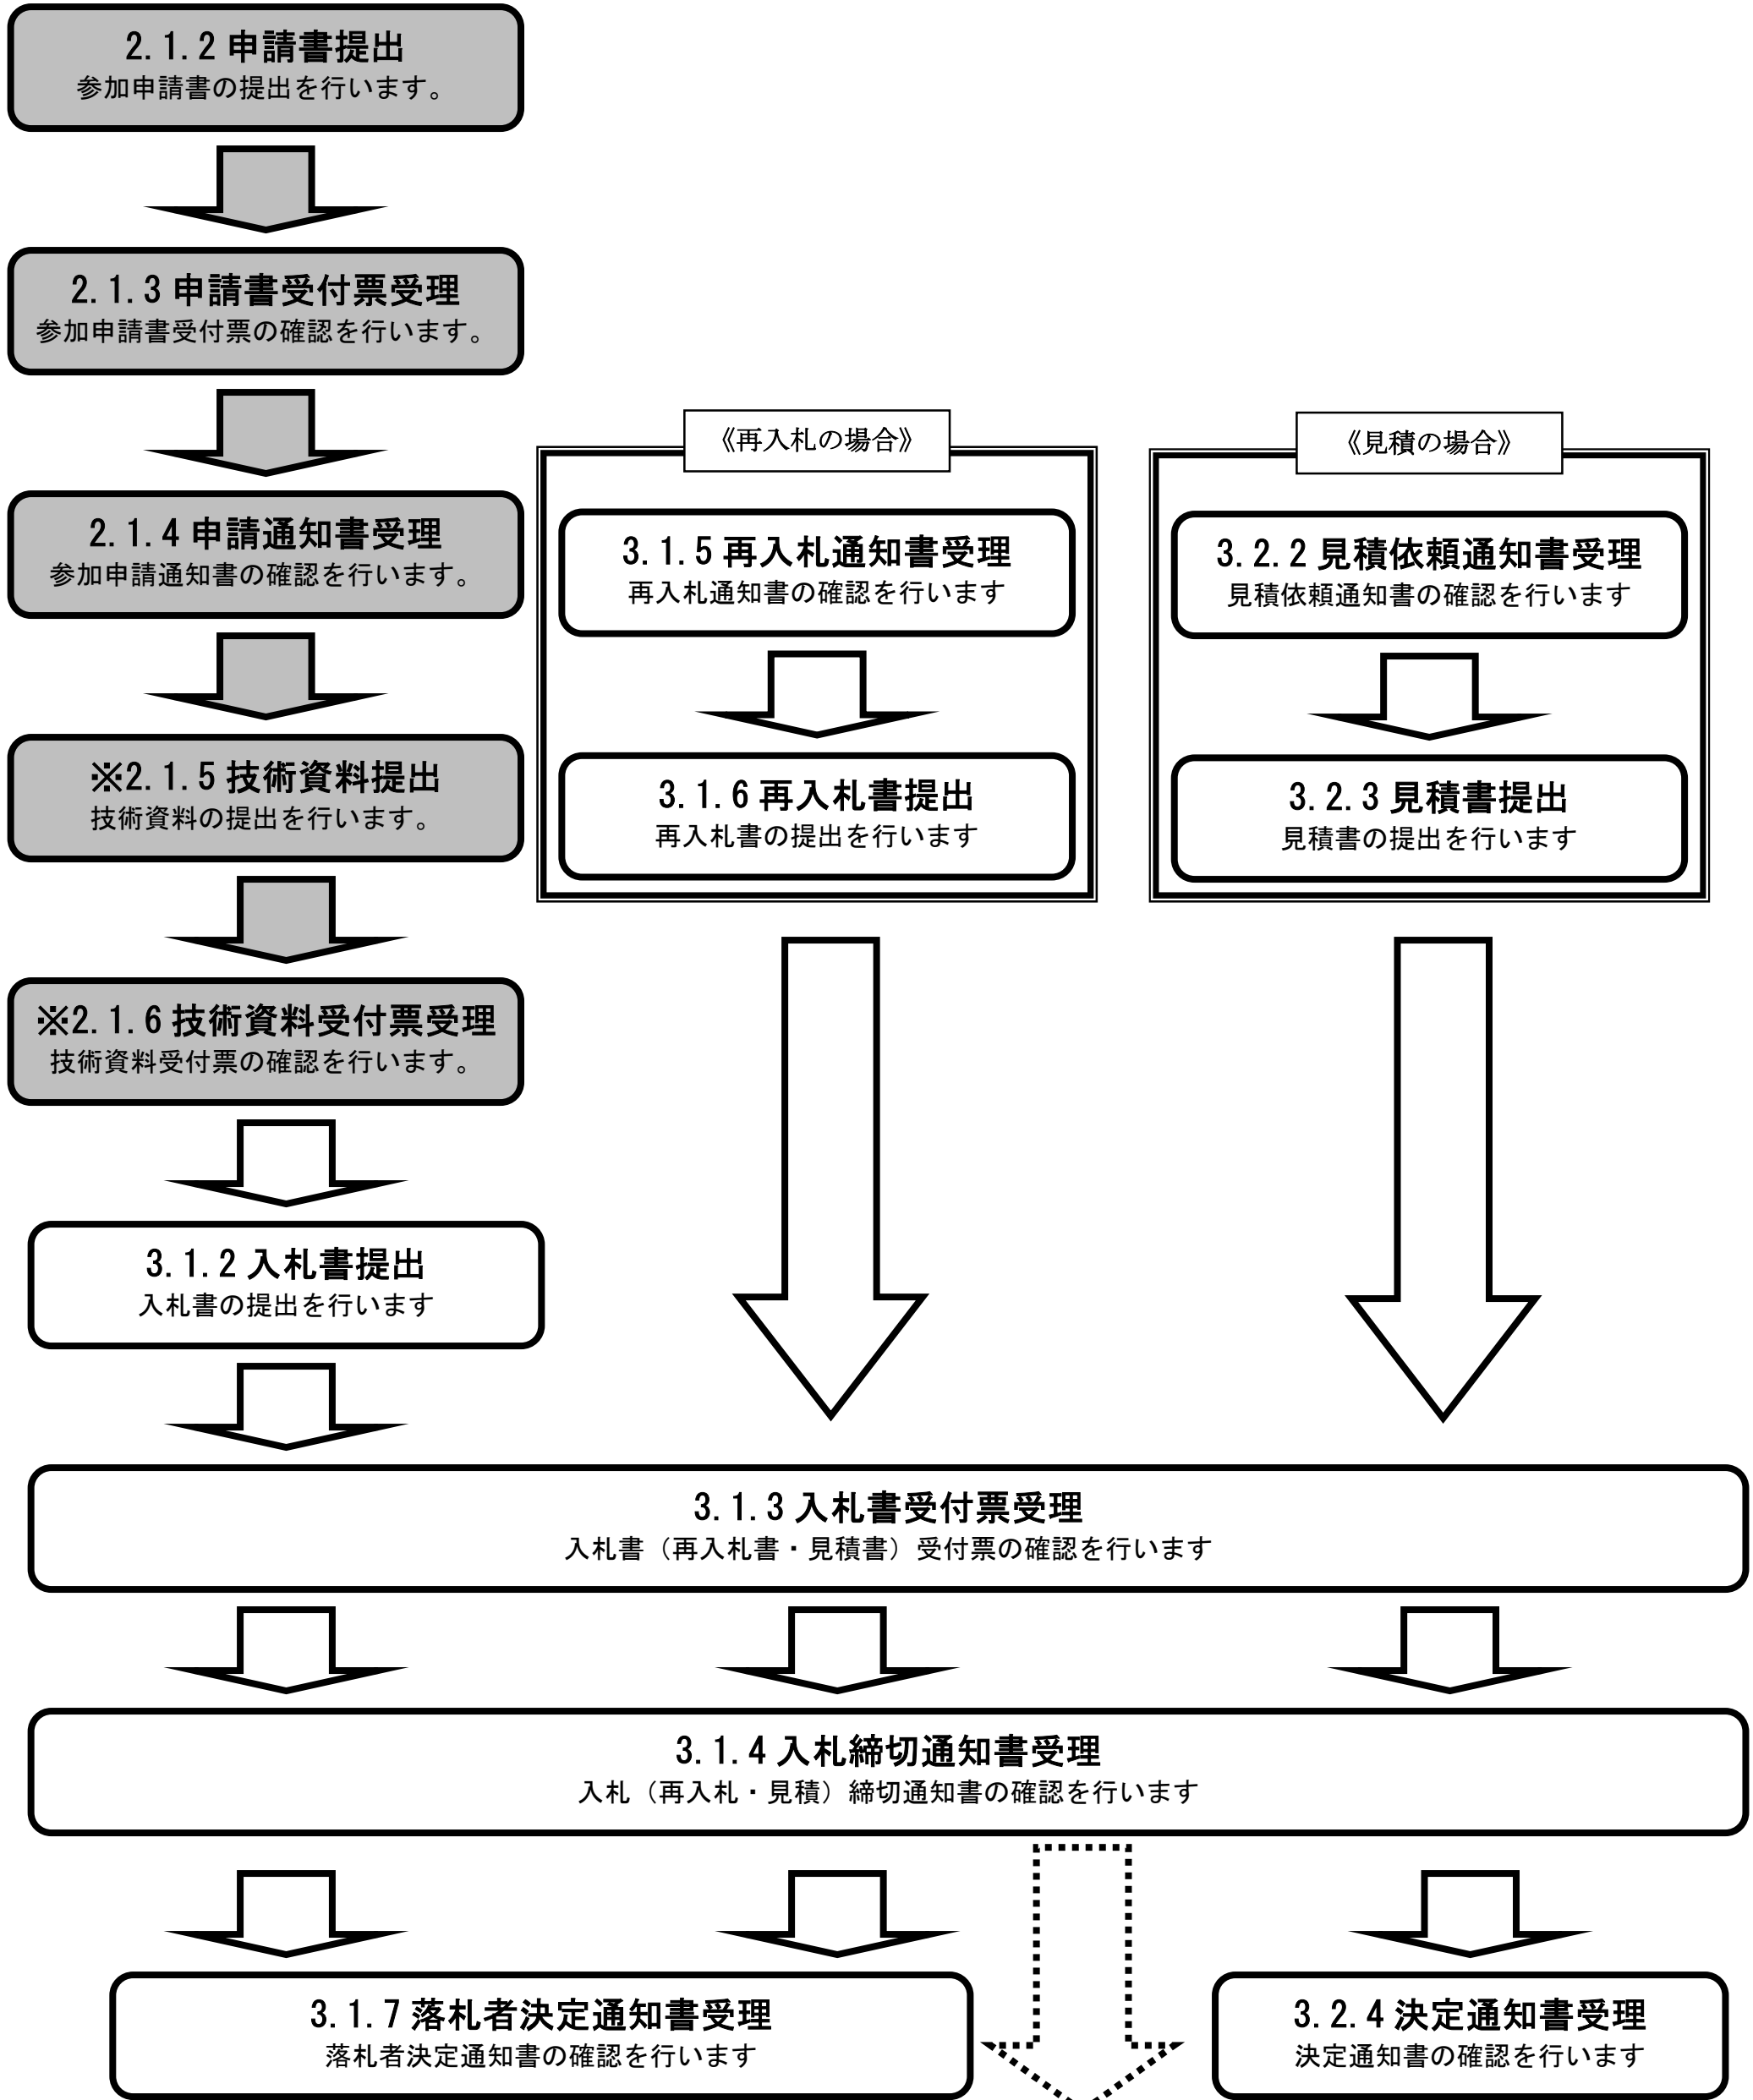 2.1.2 申請書提出
参加申請書の提出を行います。
2.1.3 申請書受付票受理
参加申請書受付票の確認を行います。
2.1.4 申請通知書受理
参加申請通知書の確認を行います。
※2.1.5 技術資料提出
技術資料の提出を行います。
※2.1.6 技術資料受付票受理
技術資料受付票の確認を行います。
3.1.2 入札書提出
入札書の提出を行います
《再入札の場合》
3.1.5 再入札通知書受理
再入札通知書の確認を行います
3.1.6 再入札書提出
再入札書の提出を行います
《見積の場合》
3.2.2 見積依頼通知書受理
見積依頼通知書の確認を行います
3.2.3 見積書提出
見積書の提出を行います
3.1.3 入札書受付票受理
入札書（再入札書・見積書）受付票の確認を行います
3.1.4 入札締切通知書受理
入札（再入札・見積）締切通知書の確認を行います
3.1.7 落札者決定通知書受理
落札者決定通知書の確認を行います
3.2.4 決定通知書受理
決定通知書の確認を行います